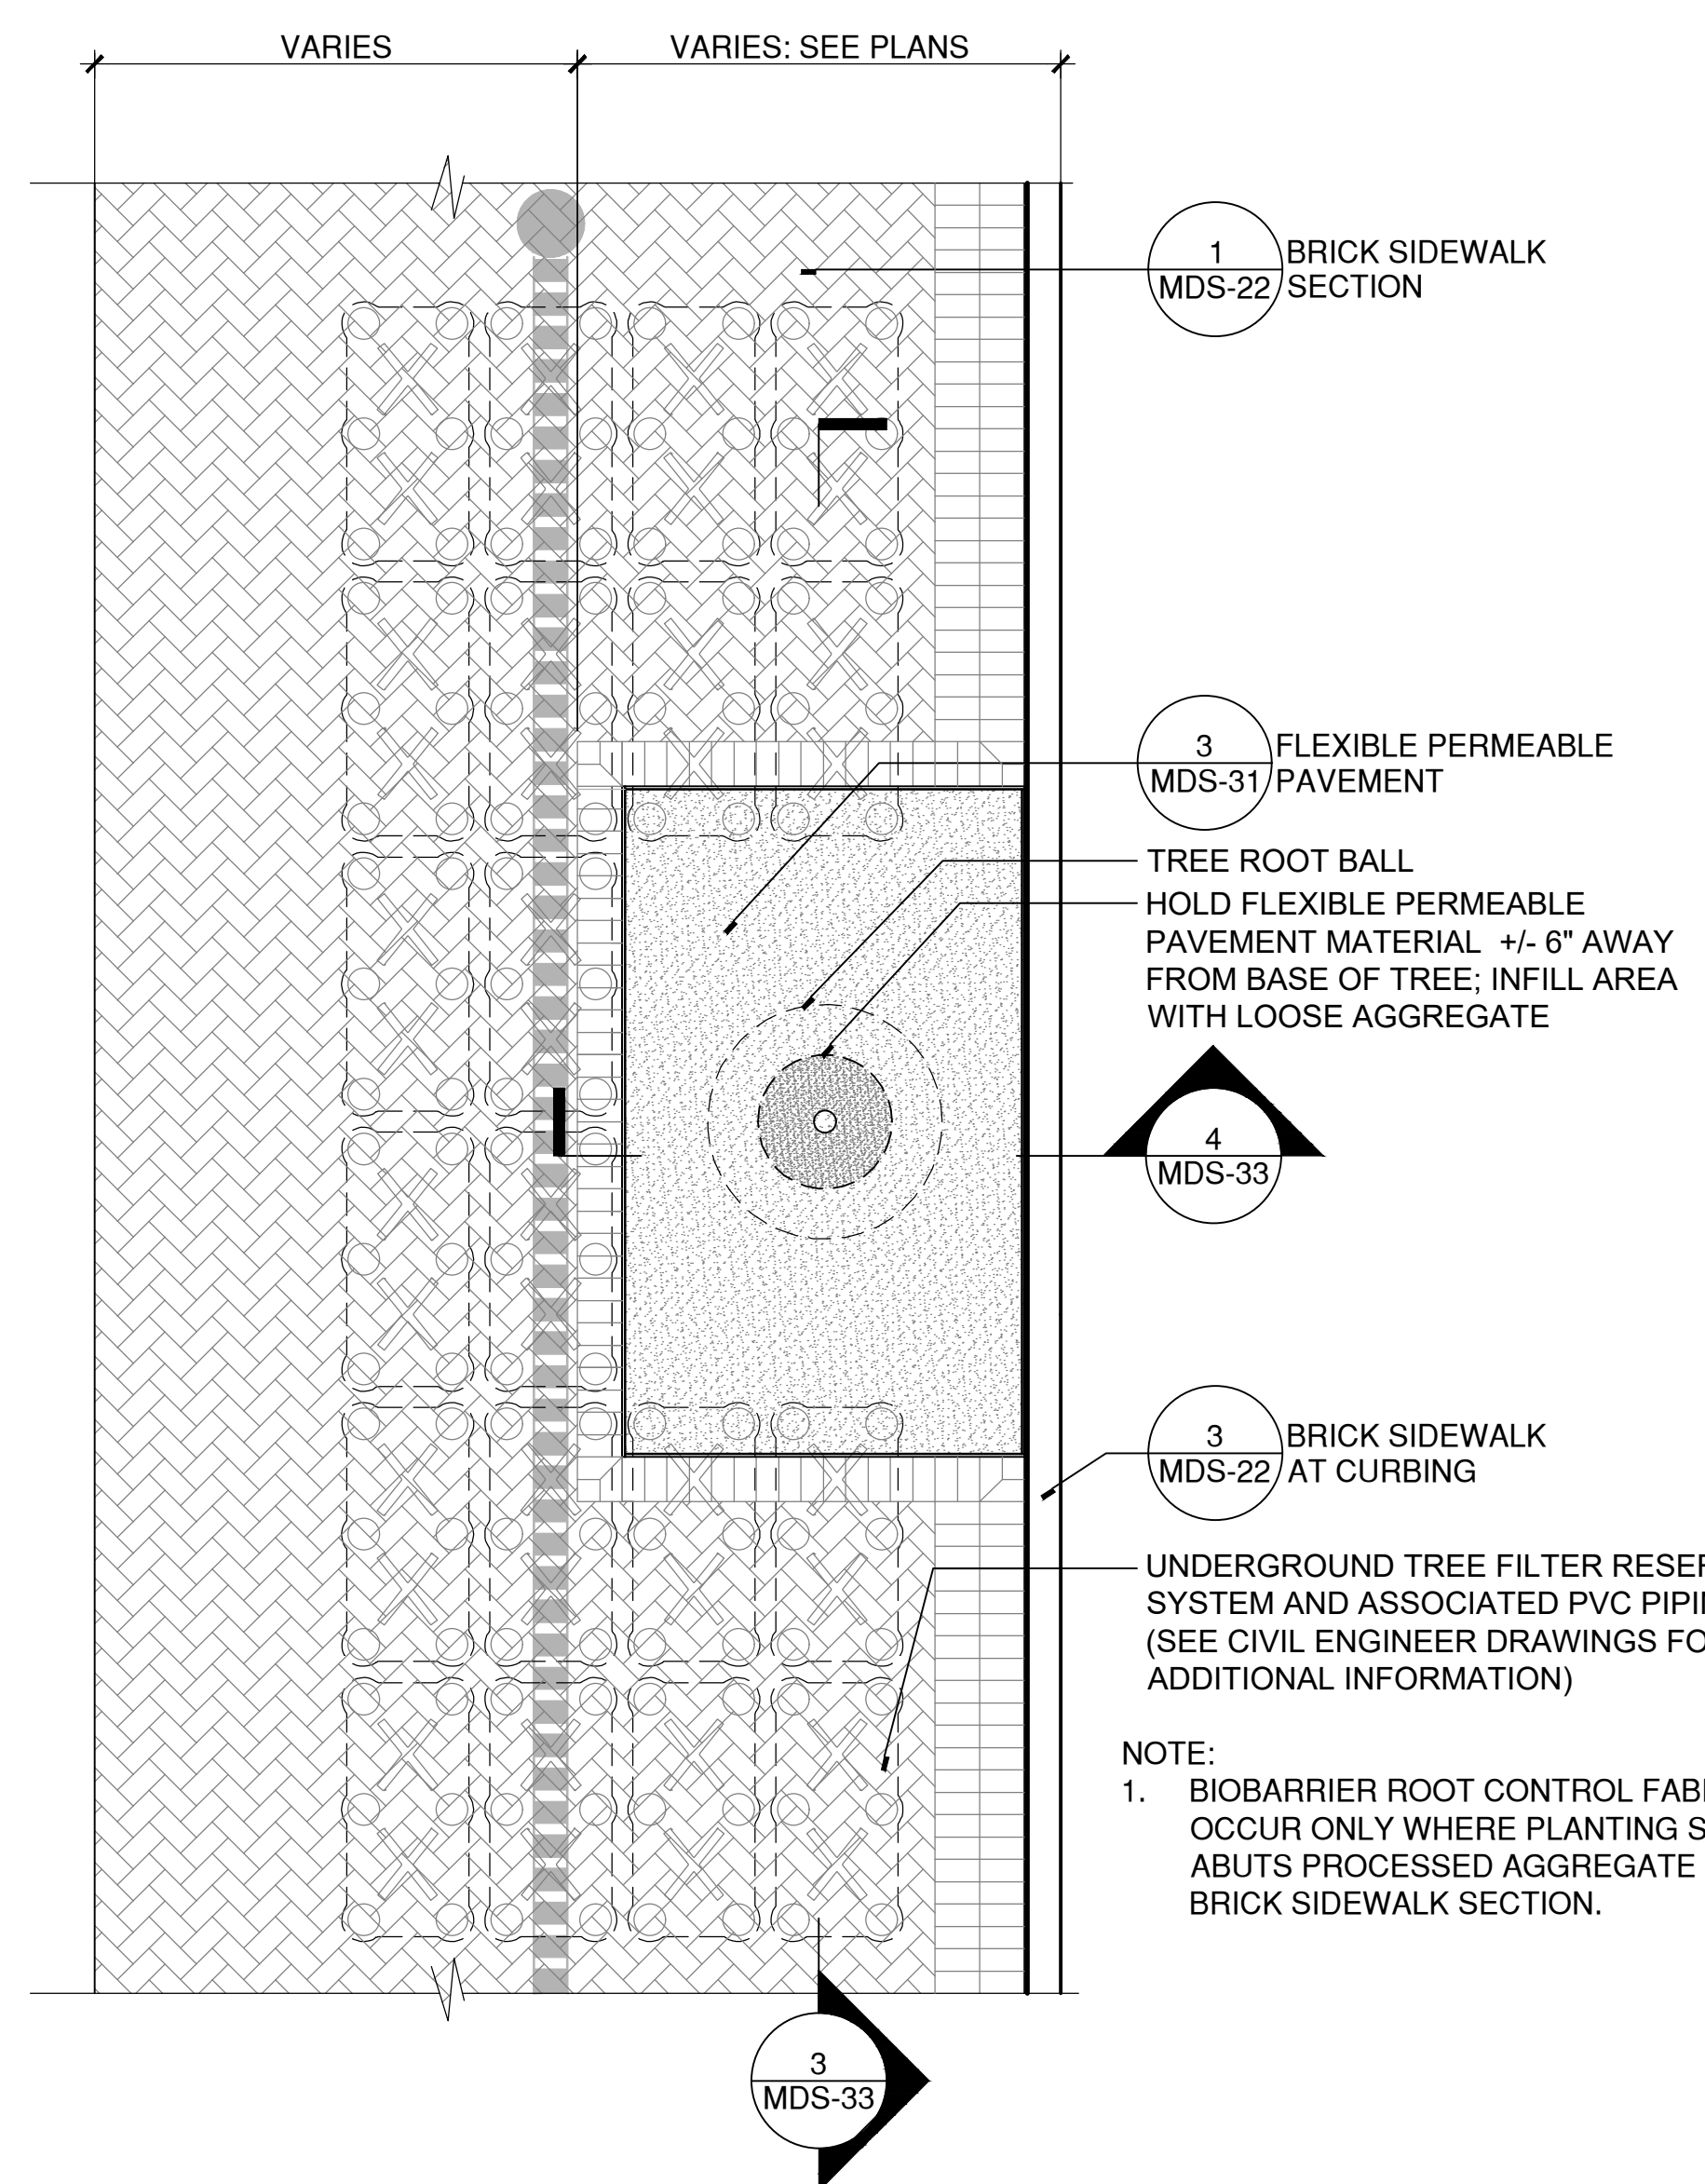 VARIES
VARIES: SEE PLANS
1
MDS-22
BRICK SIDEWALK
SECTION
3
MDS-31
FLEXIBLE PERMEABLE
PAVEMENT
TREE ROOT BALL
HOLD FLEXIBLE PERMEABLE
PAVEMENT MATERIAL +/- 6" AWAY
FROM BASE OF TREE; INFILL AREA
WITH LOOSE AGGREGATE
4
MDS-33
3
MDS-22
BRICK SIDEWALK
AT CURBING
UNDERGROUND TREE FILTER
SYSTEM AND ASSOCIATED PVC
(SEE CIVIL ENGINEER DRAWINGS
ADDITIONAL INFORMATION)
NOTE:
1. BIOBARRIER ROOT CONTROL
OCCUR ONLY WHERE PLANTING
ABUTS PROCESSED AGGREGATE
BRICK SIDEWALK SECTION.
3
MDS-33